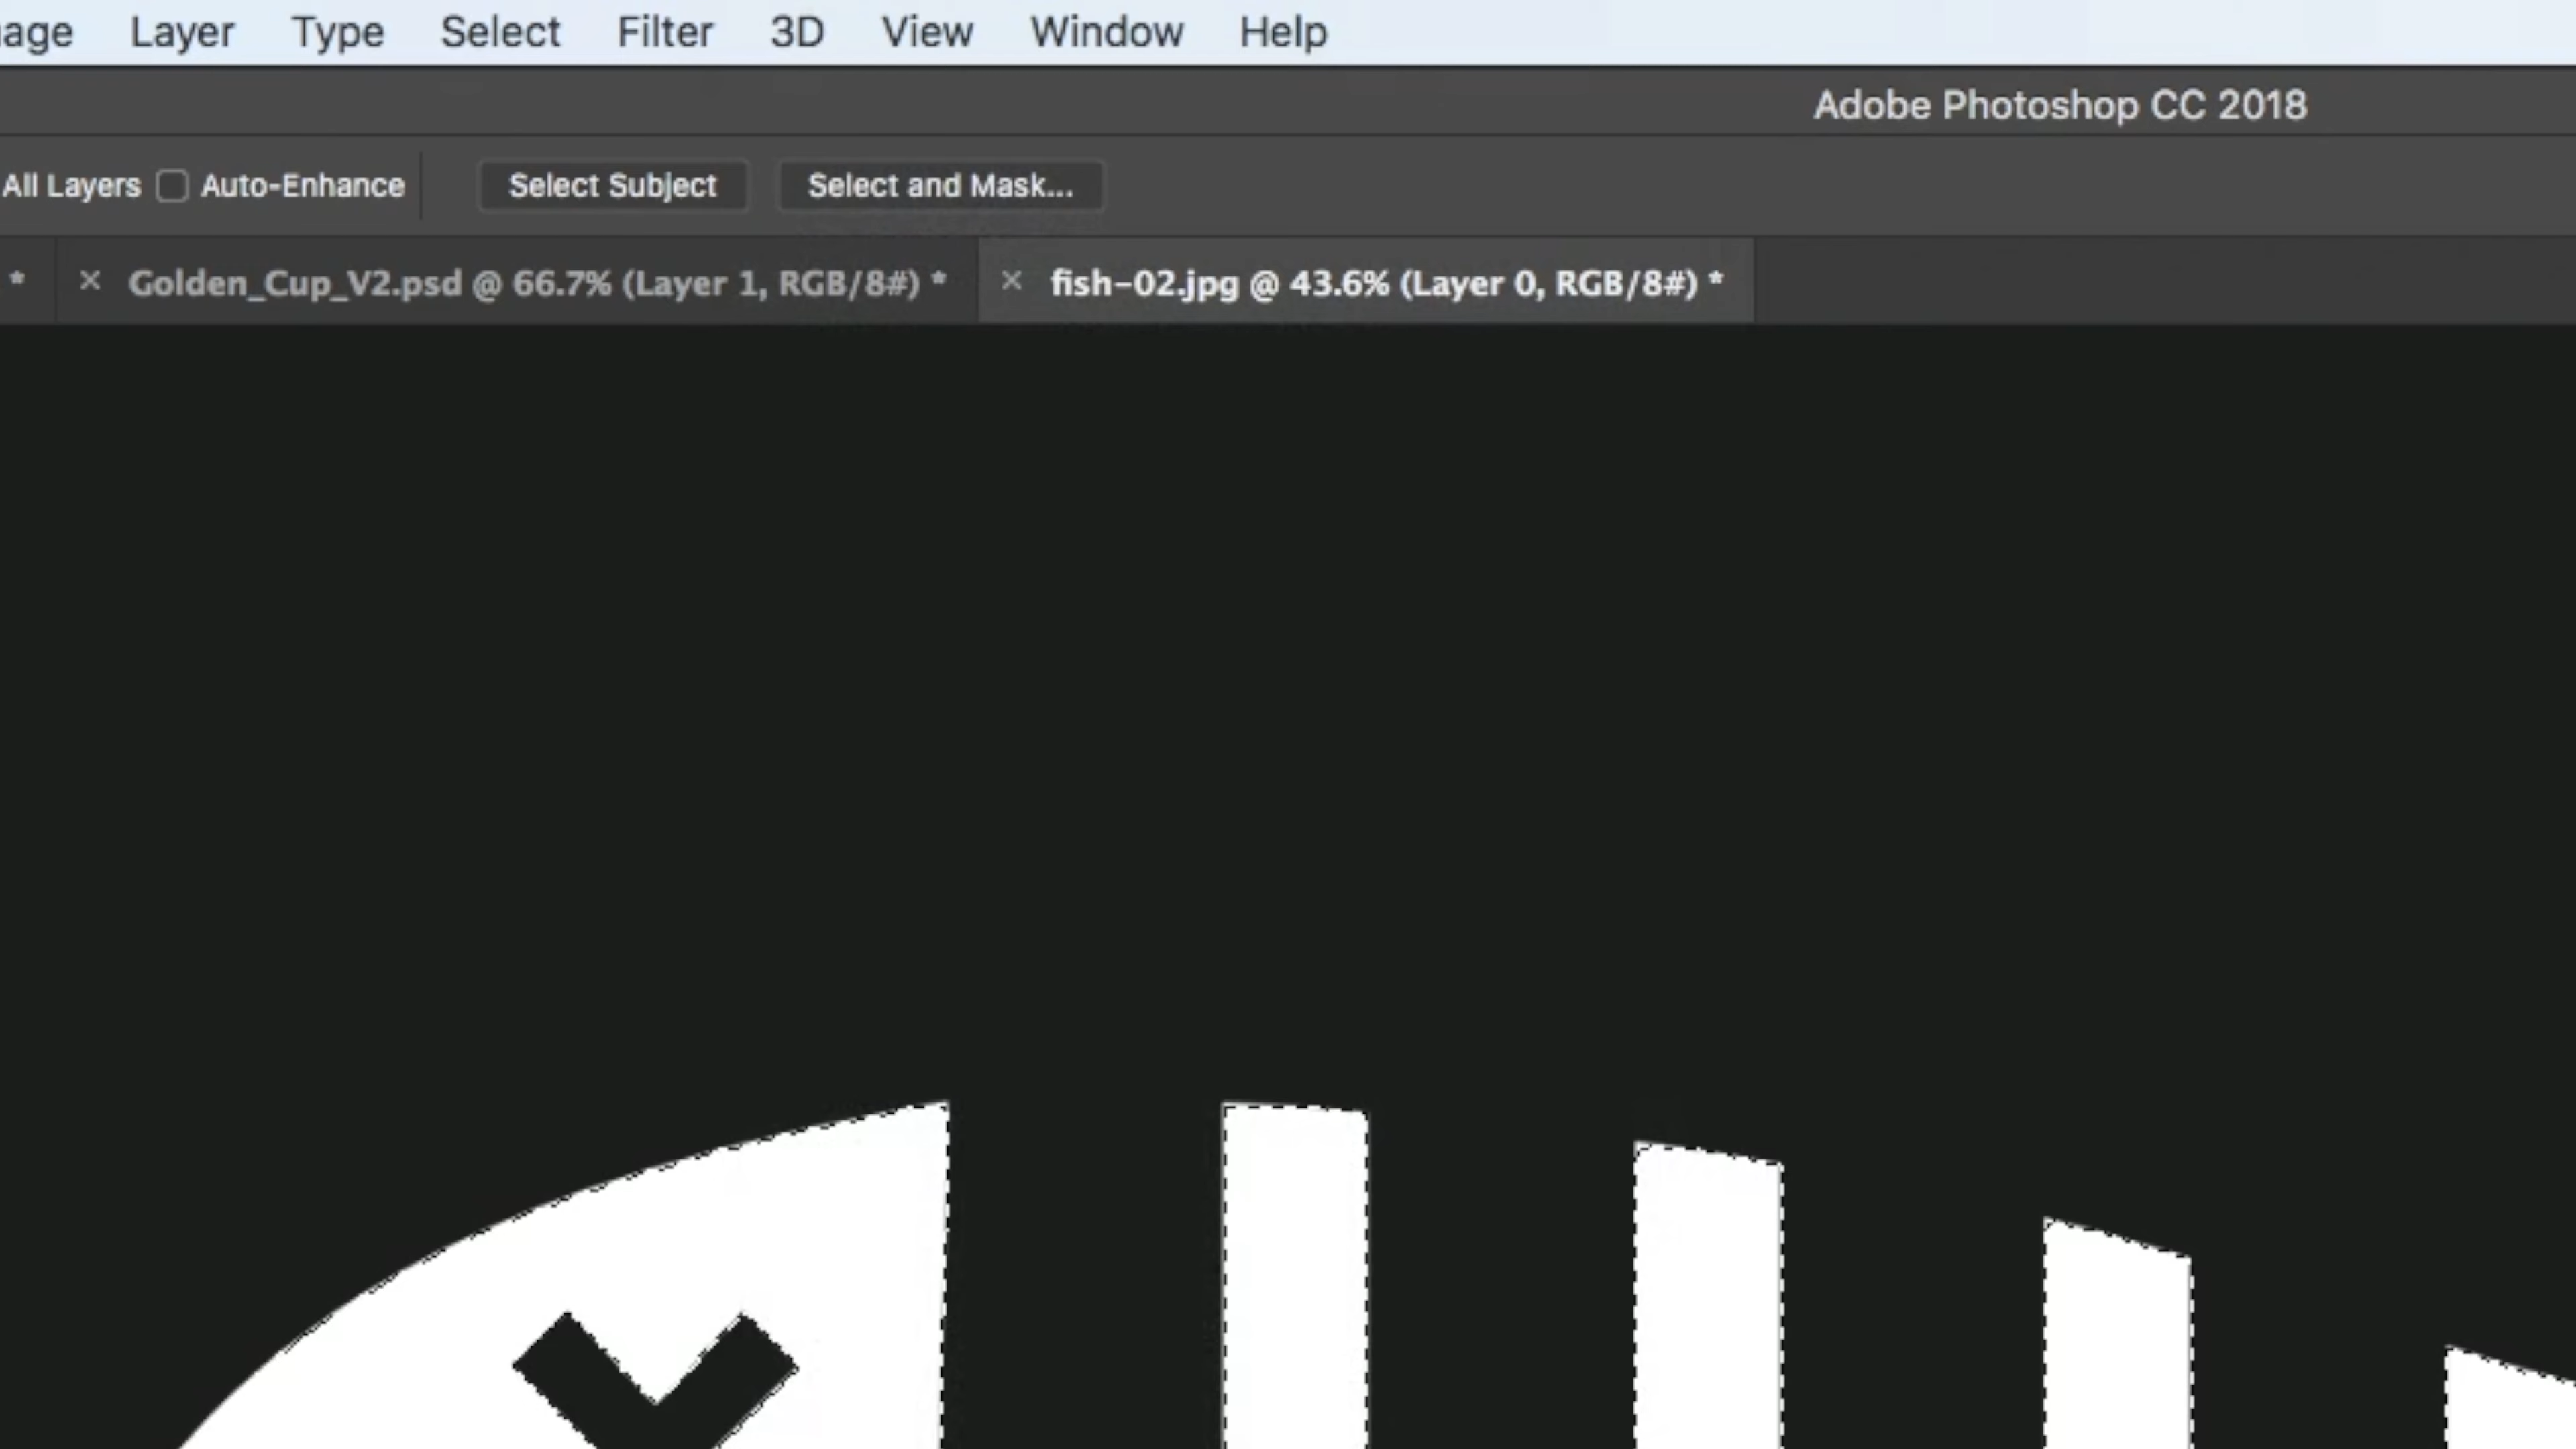 age Layer Type Select Filter 3D View Window Help
Adobe Photoshop CC 2018
All Layers Auto-Enhance Select Subject Select and Mask...
* × Golden_Cup_V2.psd @ 66.7% (Layer 1, RGB/8#) * × fish-02.jpg @ 43.6% (Layer 0, RGB/8#) *